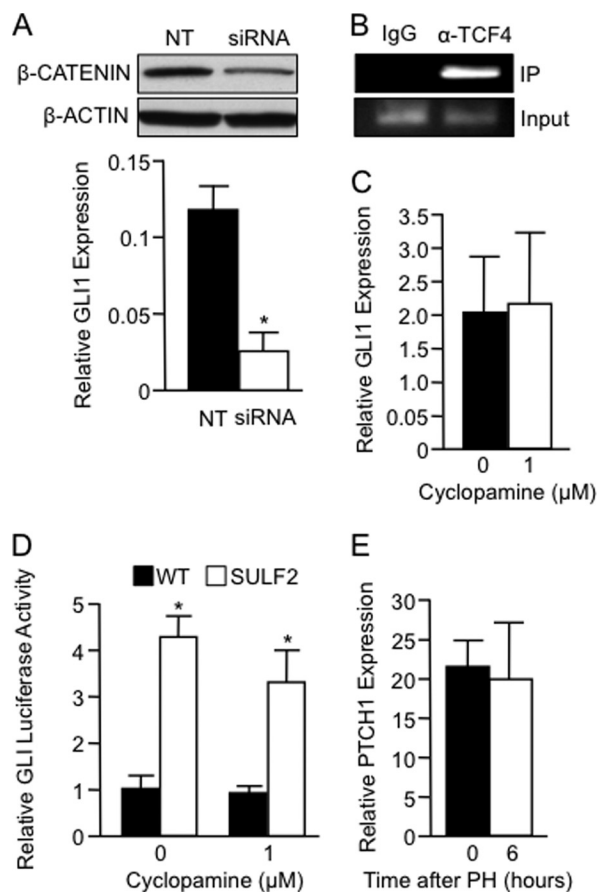 A
NT siRNA
β-CATENIN
β-ACTIN
Relative GLI1 Expression
0.15
0.1
0.05
0
*
NT siRNA
B
IgG α-TCF4
IP
Input
C
Relative GLI1 Expression
3.5
3.0
2.5
2.0
1.5
1.0
0.05
0
0 1
Cyclopamine (μM)
D
WT SULF2
Relative GLI Luciferase Activity
5
4
3
4
1
0
* *
0 1
Cyclopamine (μM)
E
Relative PTCH1 Expression
30
25
20
15
10
5
0
0 6
Time after PH (hours)